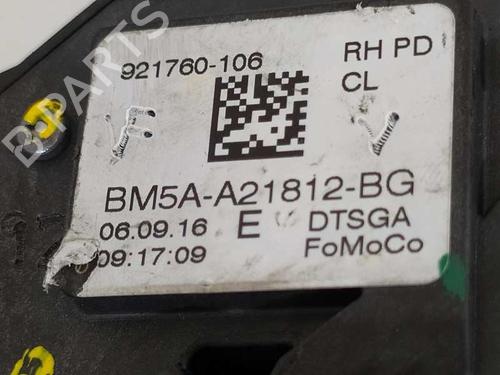 921760-106 RH PD
CL
F
BM5A-A21812-BG
06.09.16 E DTSGA
09:17:09 FoMoCo
B-PARTS